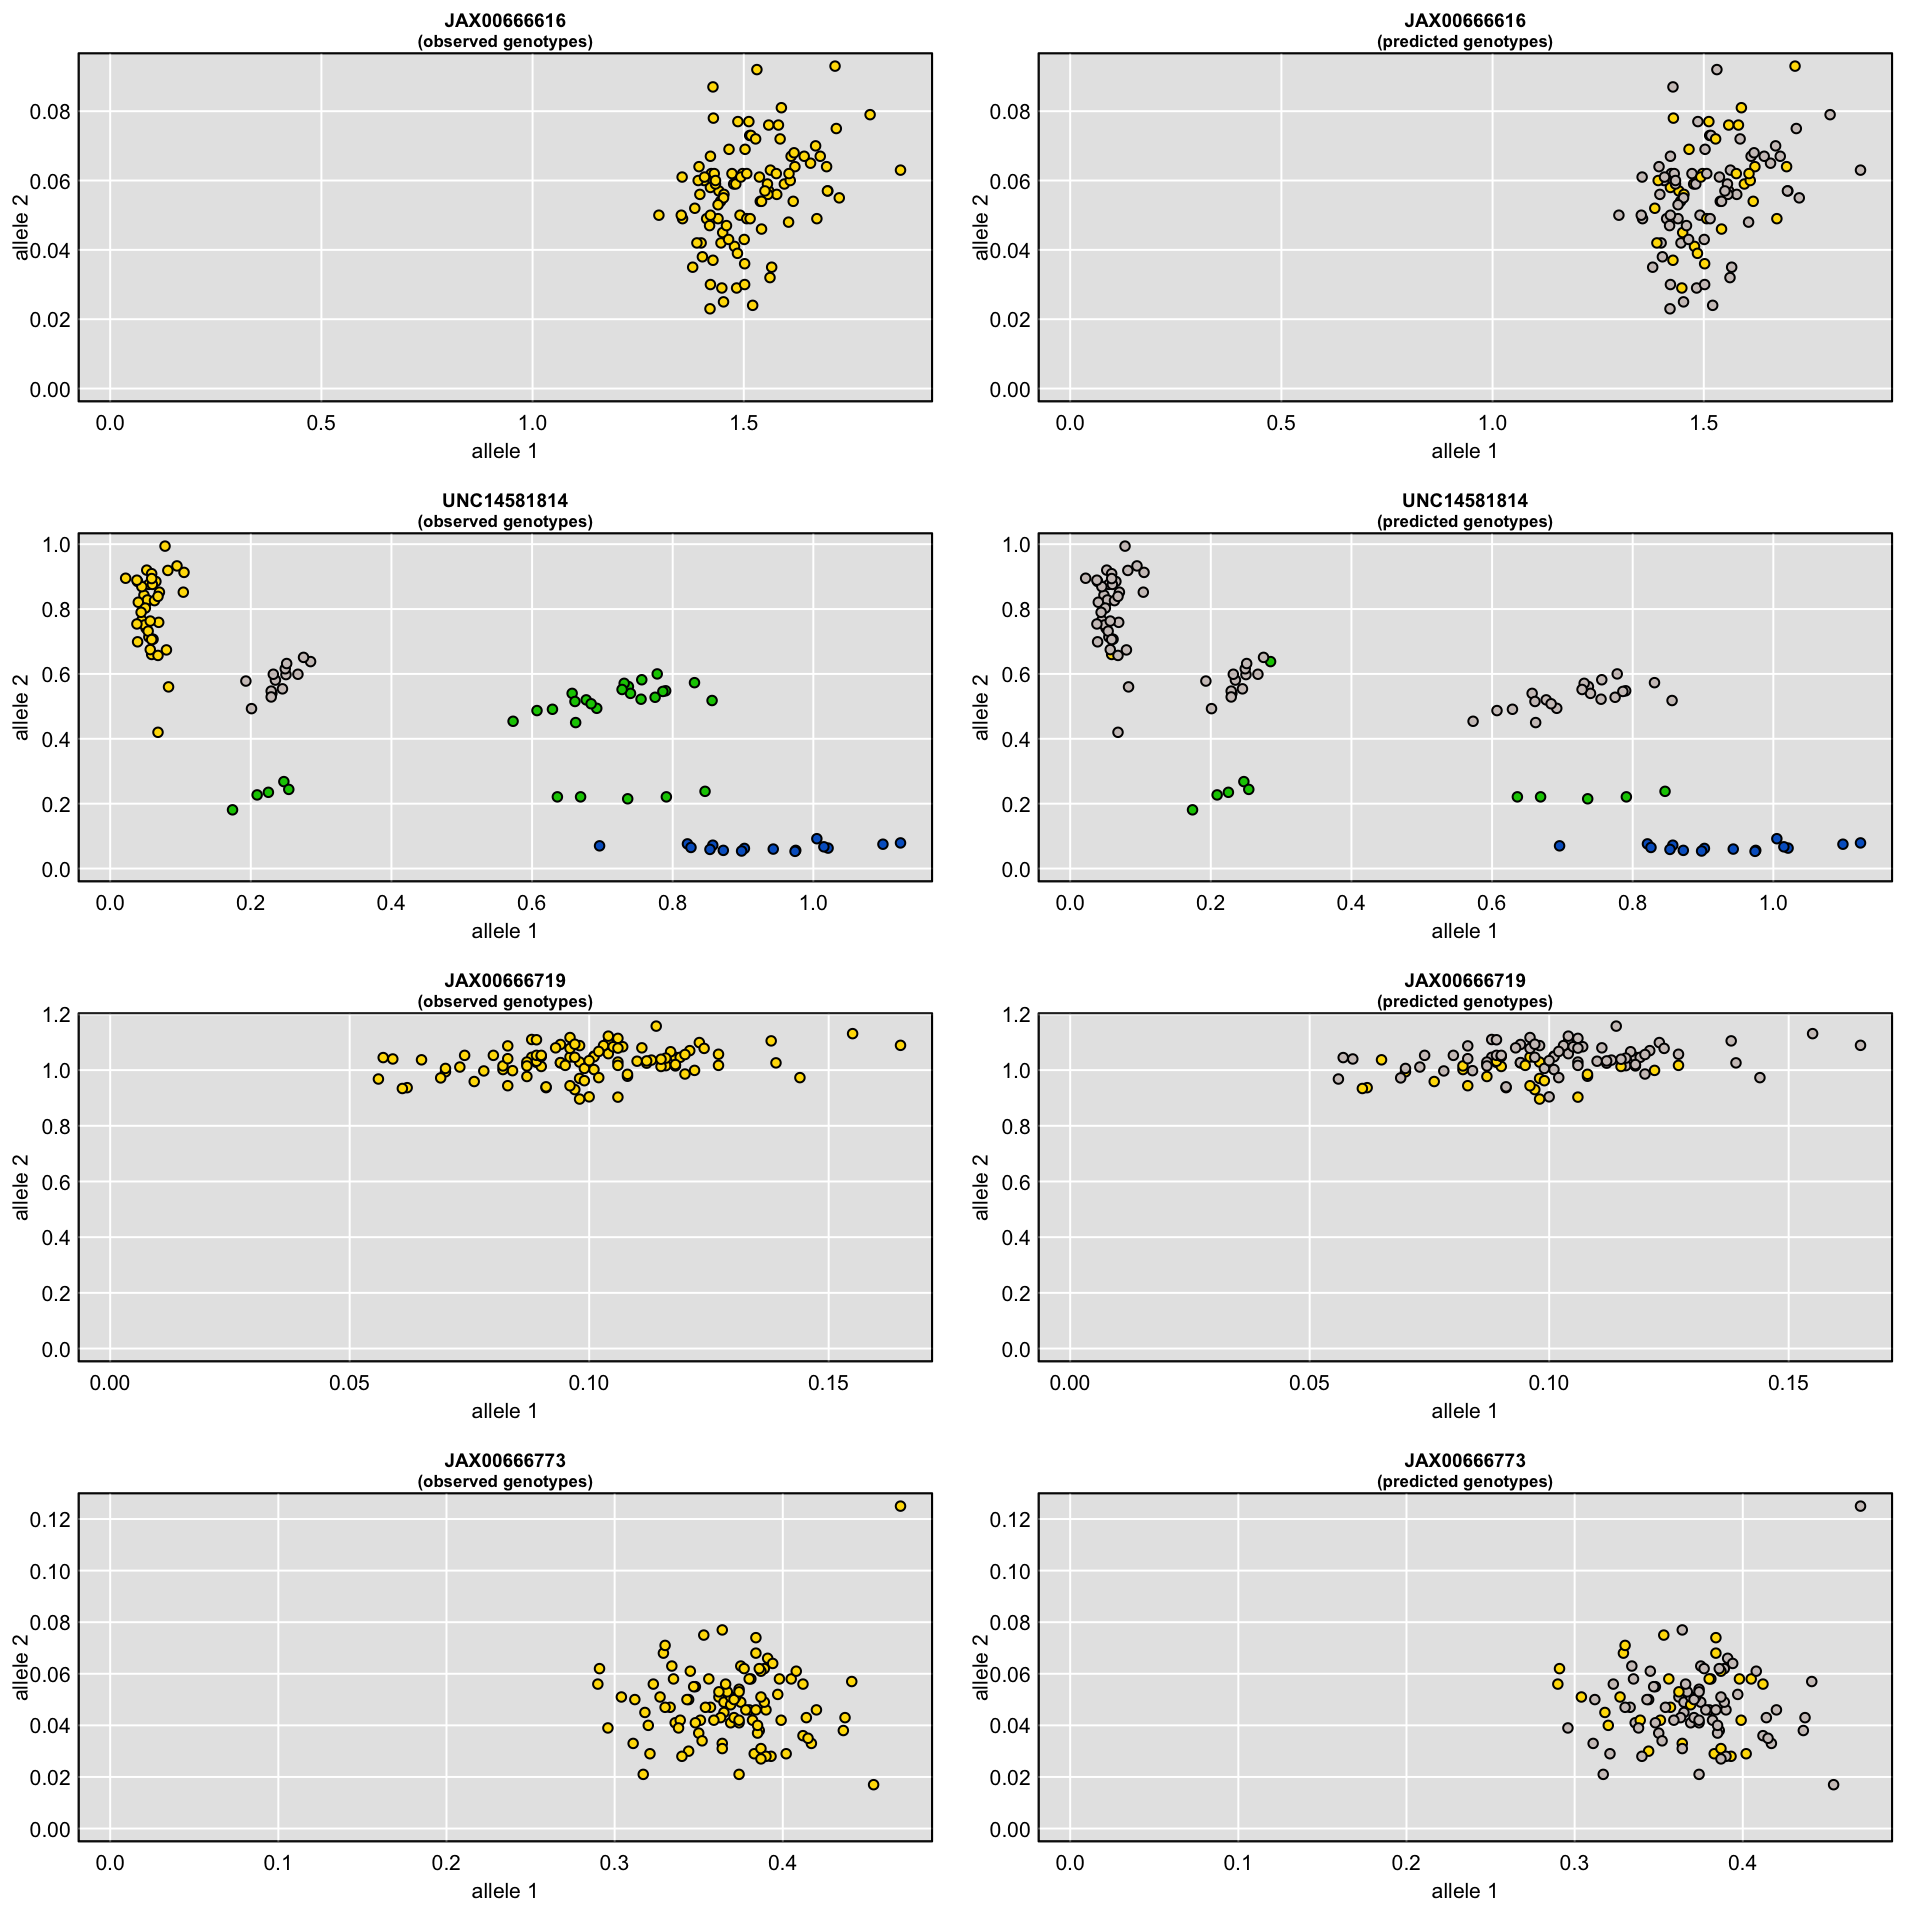 JAX00666616
(observed genotypes)
allele 2
0.08
0.06
0.04
0.02
0.00
0.0 0.5 1.0 1.5
allele 1
JAX00666616
(predicted genotypes)
allele 2
0.08
0.06
0.04
0.02
0.00
0.0 0.5 1.0 1.5
allele 1
UNC14581814
(observed genotypes)
allele 2
1.0
0.8
0.6
0.4
0.2
0.0
0.0 0.2 0.4 0.6 0.8 1.0
allele 1
UNC14581814
(predicted genotypes)
allele 2
1.0
0.8
0.6
0.4
0.2
0.0
0.0 0.2 0.4 0.6 0.8 1.0
allele 1
JAX00666719
(observed genotypes)
allele 2
1.2
1.0
0.8
0.6
0.4
0.2
0.0
0.00 0.05 0.10 0.15
allele 1
JAX00666719
(predicted genotypes)
allele 2
1.2
1.0
0.8
0.6
0.4
0.2
0.0
0.00 0.05 0.10 0.15
allele 1
JAX00666773
(observed genotypes)
allele 2
0.12
0.10
0.08
0.06
0.04
0.02
0.00
0.0 0.1 0.2 0.3 0.4
allele 1
JAX00666773
(predicted genotypes)
allele 2
0.12
0.10
0.08
0.06
0.04
0.02
0.00
0.0 0.1 0.2 0.3 0.4
allele 1